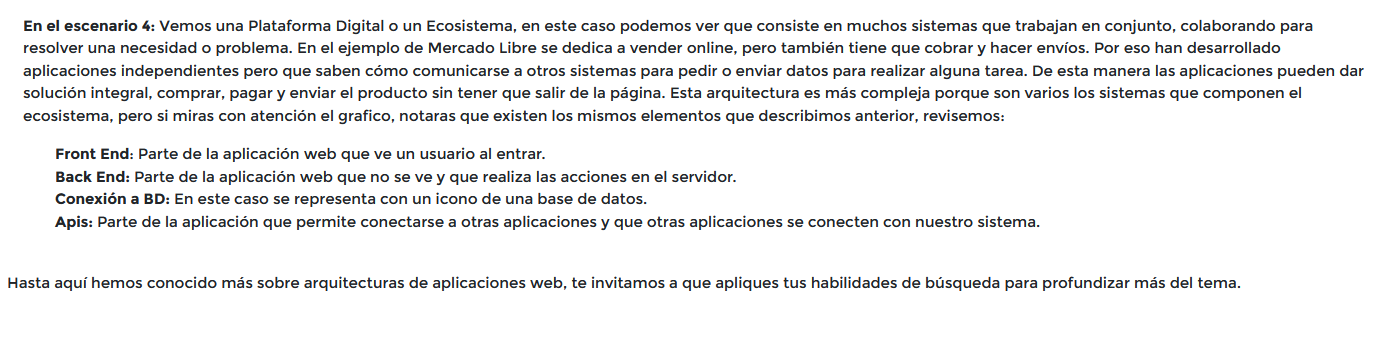 En el escenario 4: Vemos una Plataforma Digital o un Ecosistema, en este caso podemos ver que consiste en muchos sistemas que trabajan en conjunto, colaborando para
resolver una necesidad o problema. En el ejemplo de Mercado Libre se dedica a vender online, pero también tiene que cobrar y hacer envíos. Por eso han desarrollado
aplicaciones independientes pero que saben cómo comunicarse a otros sistemas para pedir o enviar datos para realizar alguna tarea. De esta manera las aplicaciones pueden dar
solución integral, comprar, pagar y enviar el producto sin tener que salir de la página. Esta arquitectura es más compleja porque son varios los sistemas que componen el
ecosistema, pero si miras con atención el grafico, notaras que existen los mismos elementos que describimos anterior, revisemos:
Front End: Parte de la aplicación web que ve un usuario al entrar.
Back End: Parte de la aplicación web que no se ve y que realiza las acciones en el servidor.
Conexión a BD: En este caso se representa con un icono de una base de datos.
Apis: Parte de la aplicación que permite conectarse a otras aplicaciones y que otras aplicaciones se conecten con nuestro sistema.
Hasta aquí hemos conocido más sobre arquitecturas de aplicaciones web, te invitamos a que apliques tus habilidades de búsqueda para profundizar más del tema.